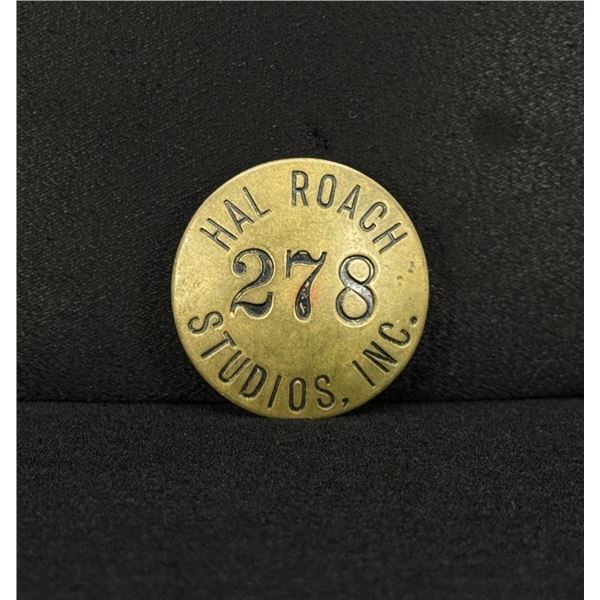 HAL ROACH
278
STUDIOS, INC.